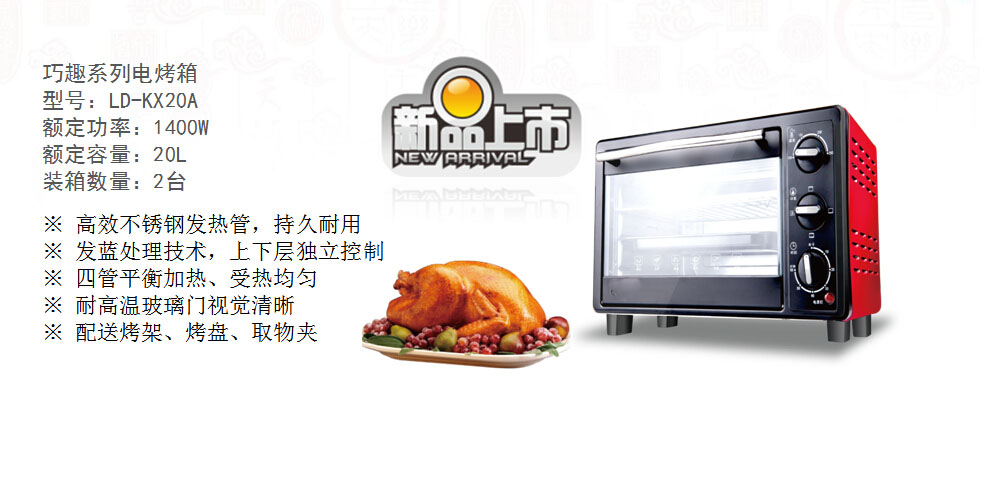 巧趣系列电烤箱
型号：LD-KX20A
额定功率：1400W
额定容量：20L
装箱数量：2台
※ 高效不锈钢发热管，持久耐用
※ 发蓝处理技术，上下层独立控制
※ 四管平衡加热、受热均匀
※ 耐高温玻璃门视觉清晰
※ 配送烤架、烤盘、取物夹
新品上市
NEW ARRIVAL